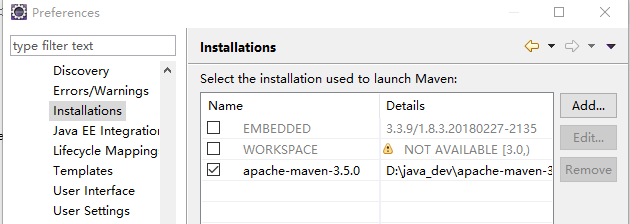 Preferences
type filter text
Discovery
Errors/Warnings
Installations
Java EE Integration
Lifecycle Mapping
Templates
User Interface
User Settings
Installations
Select the installation used to launch Maven:
Name Details
EMBEDDED 3.3.9/1.8.3.20180227-2135
WORKSPACE NOT AVAILABLE [3.0,)
apache-maven-3.5.0 D:\java_dev\apache-maven-3
Add...
Edit...
Remove